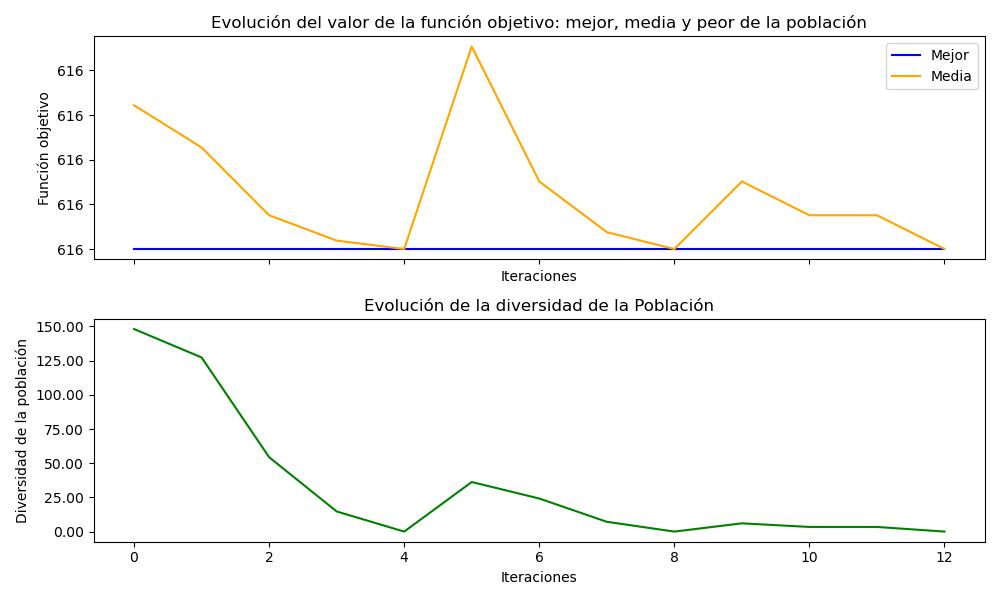 Evolución del valor de la función objetivo: mejor, media y peor de la población
Función objetivo
616
616
616
616
616
Mejor
Media
Iteraciones
Evolución de la diversidad de la Población
Diversidad de la población
150.00
125.00
100.00
75.00
50.00
25.00
0.00
0 2 4 6 8 10 12
Iteraciones